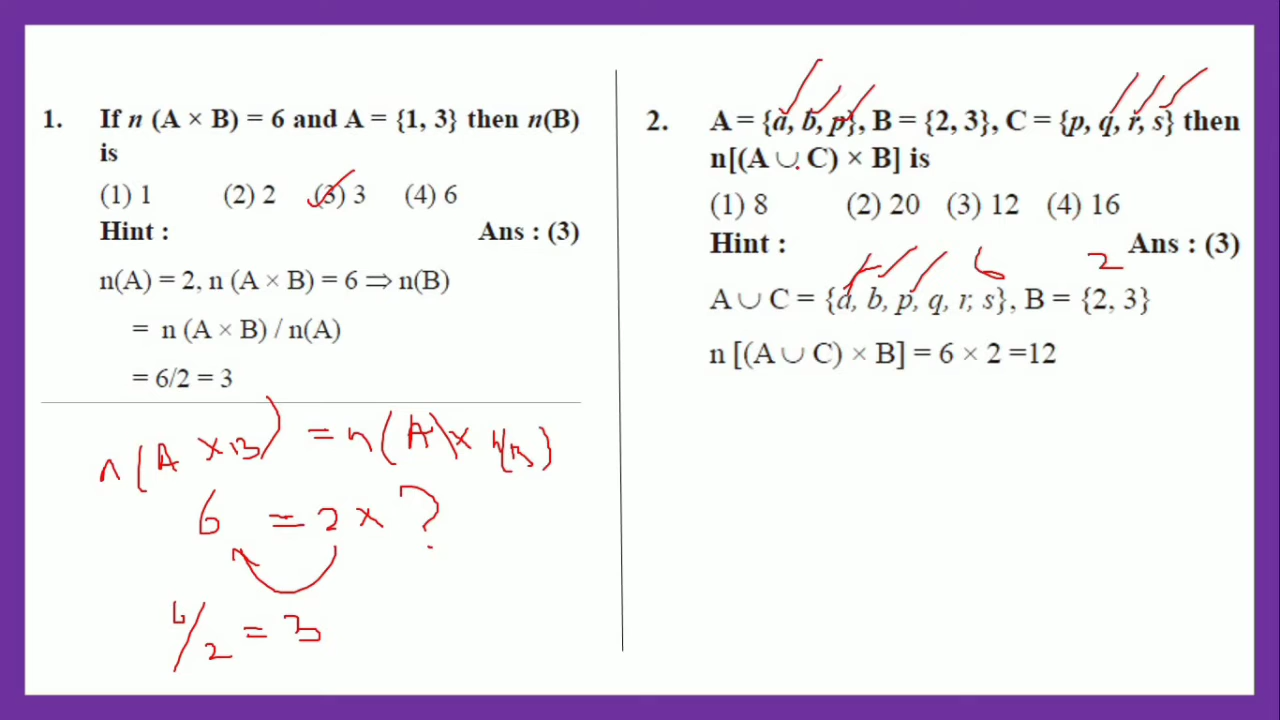 1. If n (A × B) = 6 and A = {1, 3} then n(B)
is
(1) 1 (2) 2 (3) 3 (4) 6
Hint : Ans : (3)
n(A) = 2, n (A × B) = 6 ⇒ n(B)
= n (A × B) / n(A)
= 6/2 = 3
n(A × B) = n(A) × n(B)
6 = 2 × ?
6/2 = 3
2. A = {a, b, p}, B = {2, 3}, C = {p, q, r, s} then
n[(A ∪ C) × B] is
(1) 8 (2) 20 (3) 12 (4) 16
Hint : Ans : (3)
6 2
A ∪ C = {a, b, p, q, r, s}, B = {2, 3}
n [(A ∪ C) × B] = 6 × 2 =12